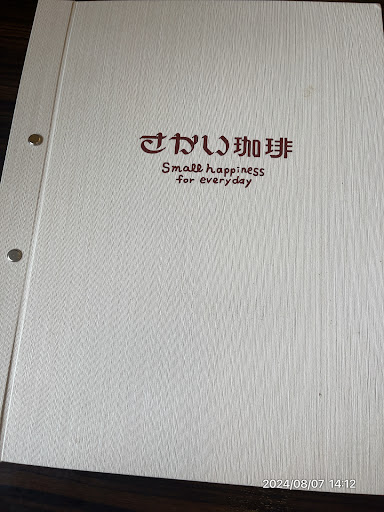 さかい珈琲
Small happiness
for everyday
2024/08/07 14:12